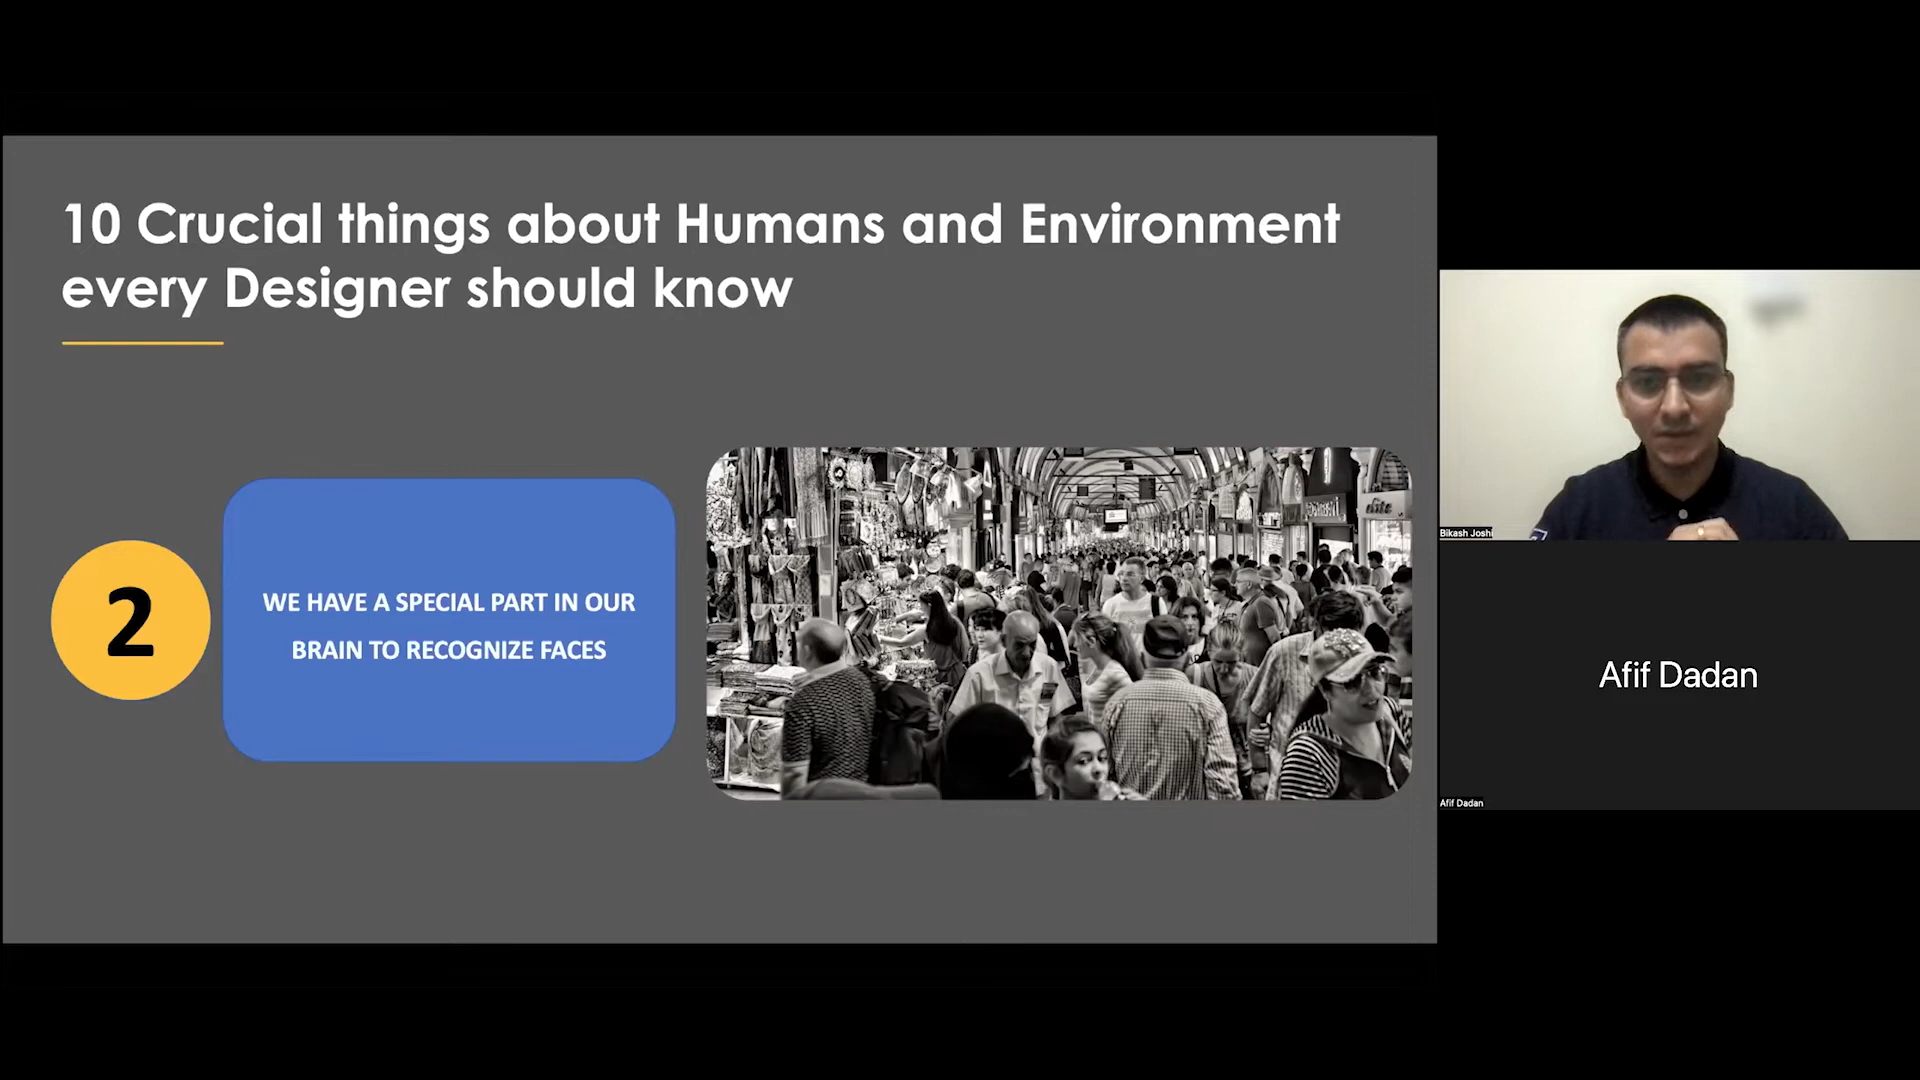 10 Crucial things about Humans and Environment
every Designer should know
2
WE HAVE A SPECIAL PART IN OUR
BRAIN TO RECOGNIZE FACES
Bikash Joshi
Afif Dadan
Afif Dadan